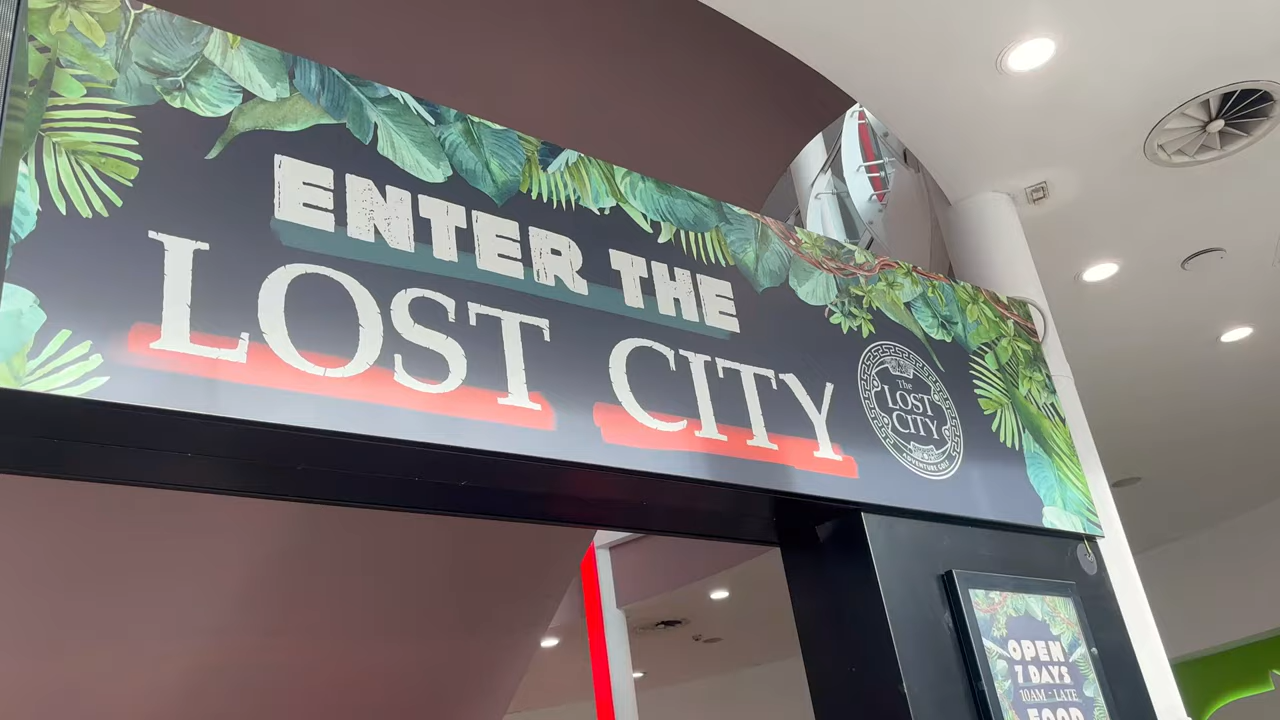 ENTER THE
LOST CITY
The
LOST
CITY
ADVENTURE GOLF
OPEN
7 DAYS
10AM - LATE
FOOD